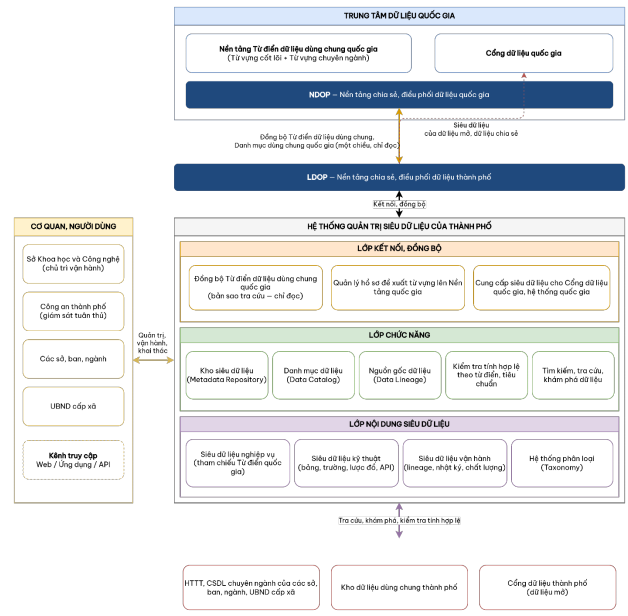 TRUNG TÂM DỮ LIỆU QUỐC GIA
Nền tảng Từ điển dữ liệu dùng chung quốc gia
(Từ vựng cốt lõi + Từ vựng chuyên ngành)
Cổng dữ liệu quốc gia
NDOP — Nền tảng chia sẻ, điều phối dữ liệu quốc gia
Đồng bộ Từ điển dữ liệu dùng chung,
Danh mục dùng chung quốc gia (một chiều, chỉ đọc)
Siêu dữ liệu
của dữ liệu mở, dữ liệu chia sẻ
LDOP — Nền tảng chia sẻ, điều phối dữ liệu thành phố
Kết nối, đồng bộ
CƠ QUAN, NGƯỜI DÙNG
Sở Khoa học và Công nghệ
(chủ trì vận hành)
Công an thành phố
(giám sát tuân thủ)
Các sở, ban, ngành
UBND cấp xã
Kênh truy cập
Web / Ứng dụng / API
Quản trị,
vận hành,
khai thác
HỆ THỐNG QUẢN TRỊ SIÊU DỮ LIỆU CỦA THÀNH PHỐ
LỚP KẾT NỐI, ĐỒNG BỘ
Đồng bộ Từ điển dữ liệu dùng chung
quốc gia
(bản sao tra cứu — chỉ đọc)
Quản lý hồ sơ đề xuất từ vựng lên Nền
tảng quốc gia
Cung cấp siêu dữ liệu cho Cổng dữ liệu
quốc gia, hệ thống quốc gia
LỚP CHỨC NĂNG
Kho siêu dữ liệu
(Metadata Repository)
Danh mục dữ liệu
(Data Catalog)
Nguồn gốc dữ liệu
(Data Lineage)
Kiểm tra tính hợp lệ
theo từ điển, tiêu
chuẩn
Tìm kiếm, tra cứu,
khám phá dữ liệu
LỚP NỘI DUNG SIÊU DỮ LIỆU
Siêu dữ liệu nghiệp vụ
(tham chiếu Từ điển quốc
gia)
Siêu dữ liệu kỹ thuật
(bảng, trường, lược đồ, API)
Siêu dữ liệu vận hành
(lineage, nhật ký, chất lượng)
Hệ thống phân loại
(Taxonomy)
Tra cứu, khám phá, kiểm tra tính hợp lệ
HTTT, CSDL chuyên ngành của các sở,
ban, ngành, UBND cấp xã
Kho dữ liệu dùng chung thành phố
Cổng dữ liệu thành phố
(dữ liệu mở)